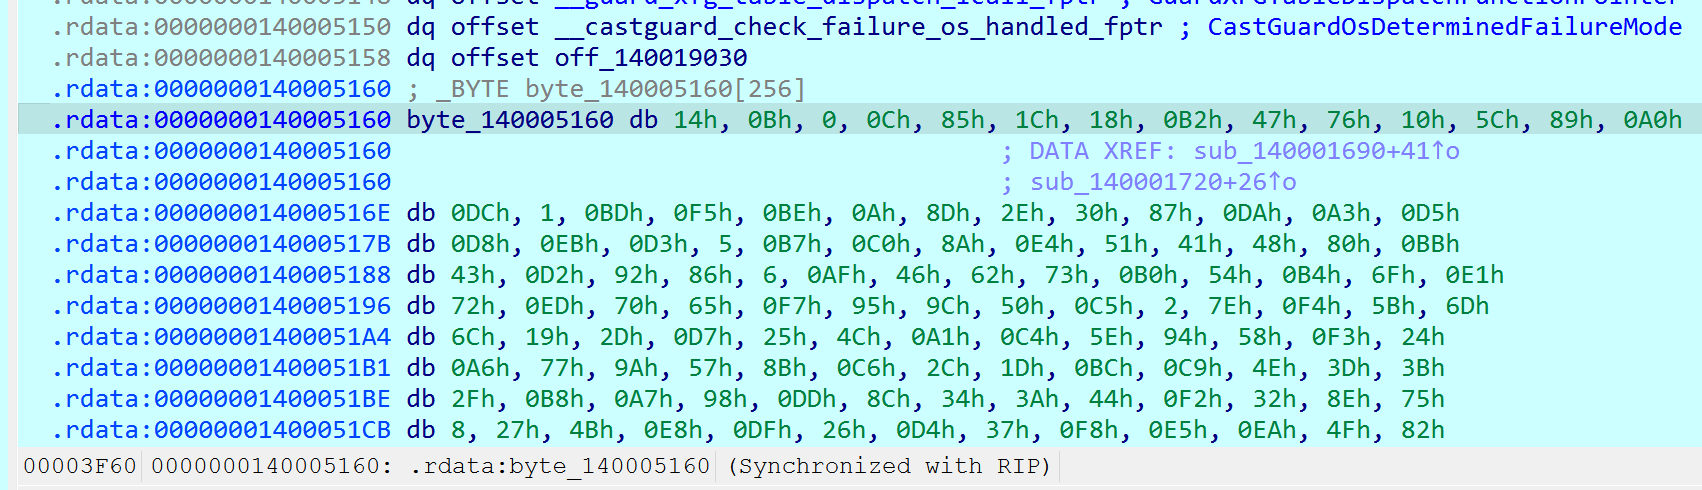 .rdata:0000000140005148 dq offset __guard_xfg_table_dispatch_icall_fptr ; GuardXFGTableDispatchFunctionPointer
.rdata:0000000140005150 dq offset __castguard_check_failure_os_handled_fptr ; CastGuardOsDeterminedFailureMode
.rdata:0000000140005158 dq offset off_140019030
.rdata:0000000140005160 ; _BYTE byte_140005160[256]
.rdata:0000000140005160 byte_140005160 db 14h, 0Bh, 0, 0Ch, 85h, 1Ch, 18h, 0B2h, 47h, 76h, 10h, 5Ch, 89h, 0A0h
.rdata:0000000140005160 ; DATA XREF: sub_140001690+41↑o
.rdata:0000000140005160 ; sub_140001720+26↑o
.rdata:000000014000516E db 0DCh, 1, 0BDh, 0F5h, 0BEh, 0Ah, 8Dh, 2Eh, 30h, 87h, 0DAh, 0A3h, 0D5h
.rdata:000000014000517B db 0D8h, 0EBh, 0D3h, 5, 0B7h, 0C0h, 8Ah, 0E4h, 51h, 41h, 48h, 80h, 0BBh
.rdata:0000000140005188 db 43h, 0D2h, 92h, 86h, 6, 0AFh, 46h, 62h, 73h, 0B0h, 54h, 0B4h, 6Fh, 0E1h
.rdata:0000000140005196 db 72h, 0EDh, 70h, 65h, 0F7h, 95h, 9Ch, 50h, 0C5h, 2, 7Eh, 0F4h, 5Bh, 6Dh
.rdata:00000001400051A4 db 6Ch, 19h, 2Dh, 0D7h, 25h, 4Ch, 0A1h, 0C4h, 5Eh, 94h, 58h, 0F3h, 24h
.rdata:00000001400051B1 db 0A6h, 77h, 9Ah, 57h, 8Bh, 0C6h, 2Ch, 1Dh, 0BCh, 0C9h, 4Eh, 3Dh, 3Bh
.rdata:00000001400051BE db 2Fh, 0B8h, 0A7h, 98h, 0DDh, 8Ch, 34h, 3Ah, 44h, 0F2h, 32h, 8Eh, 75h
.rdata:00000001400051CB db 8, 27h, 4Bh, 0E8h, 0DFh, 26h, 0D4h, 37h, 0F8h, 0E5h, 0EAh, 4Fh, 82h
00003F60 0000000140005160: .rdata:byte_140005160 (Synchronized with RIP)